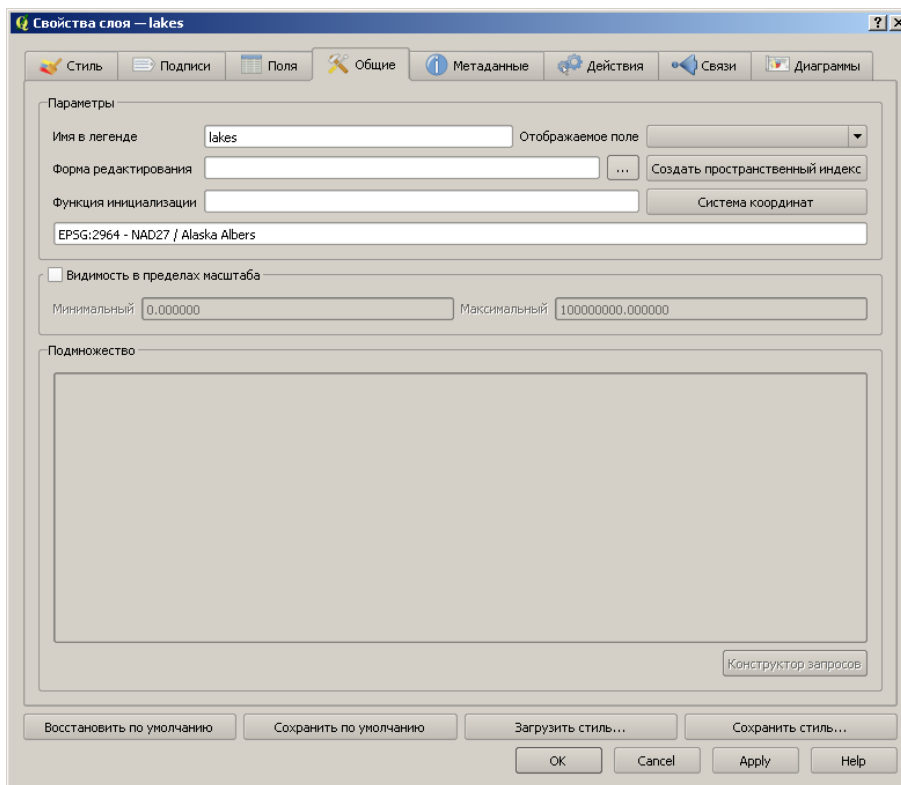 Свойства слоя — lakes
Стиль Подписи Поля Общие Метаданные Действия Связи Диаграммы
Параметры
Имя в легенде lakes Отображаемое поле
Форма редактирования ... Создать пространственный индекс
Функция инициализации Система координат
EPSG:2964 - NAD27 / Alaska Albers
Видимость в пределах масштаба
Минимальный 0.000000 Максимальный 100000000.000000
Подмножество
Конструктор запросов
Восстановить по умолчанию Сохранить по умолчанию Загрузить стиль... Сохранить стиль...
OK Cancel Apply Help